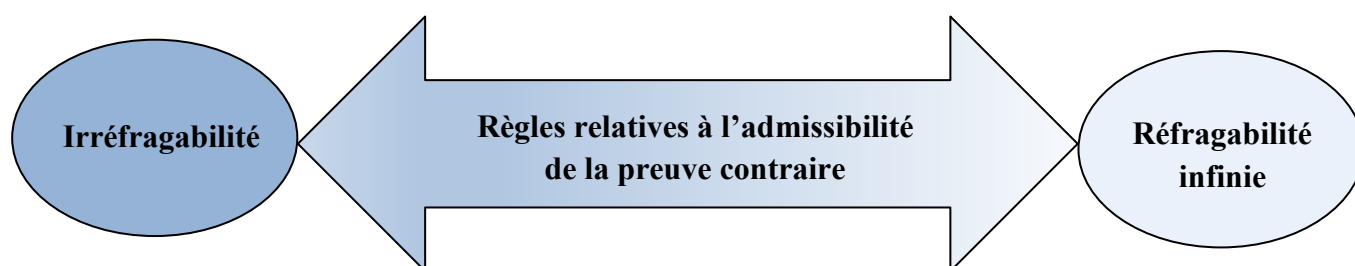 Irréfragabilité
Règles relatives à l’admissibilité
de la preuve contraire
Réfragabilité
infinie